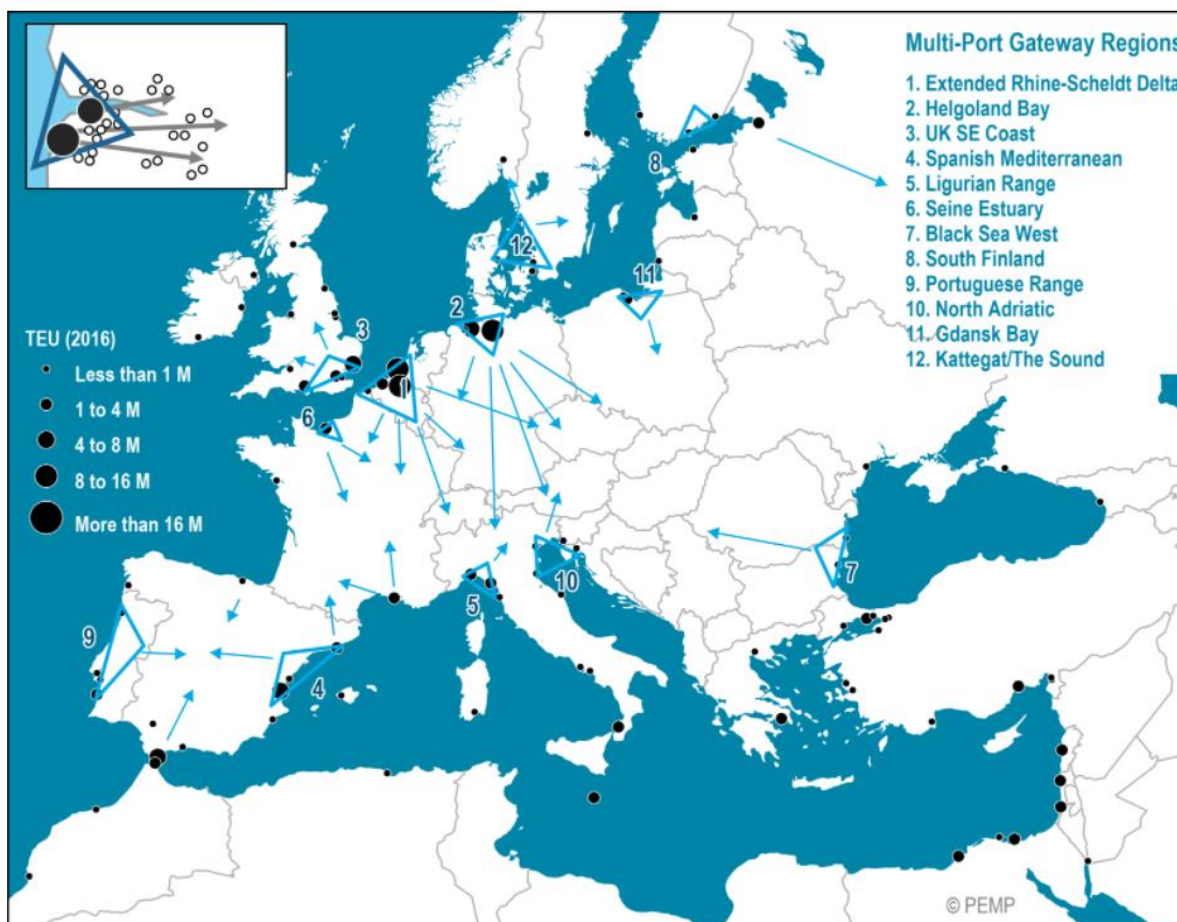 Multi-Port Gateway Regions
1. Extended Rhine-Scheldt Delta
2. Helgoland Bay
3. UK SE Coast
4. Spanish Mediterranean
5. Ligurian Range
6. Seine Estuary
7. Black Sea West
8. South Finland
9. Portuguese Range
10. North Adriatic
11. Gdansk Bay
12. Kattegat/The Sound
8
12
11
2
3
1
6
TEU (2016)
Less than 1 M
1 to 4 M
4 to 8 M
8 to 16 M
More than 16 M
7
10
5
9
4
© PEMP